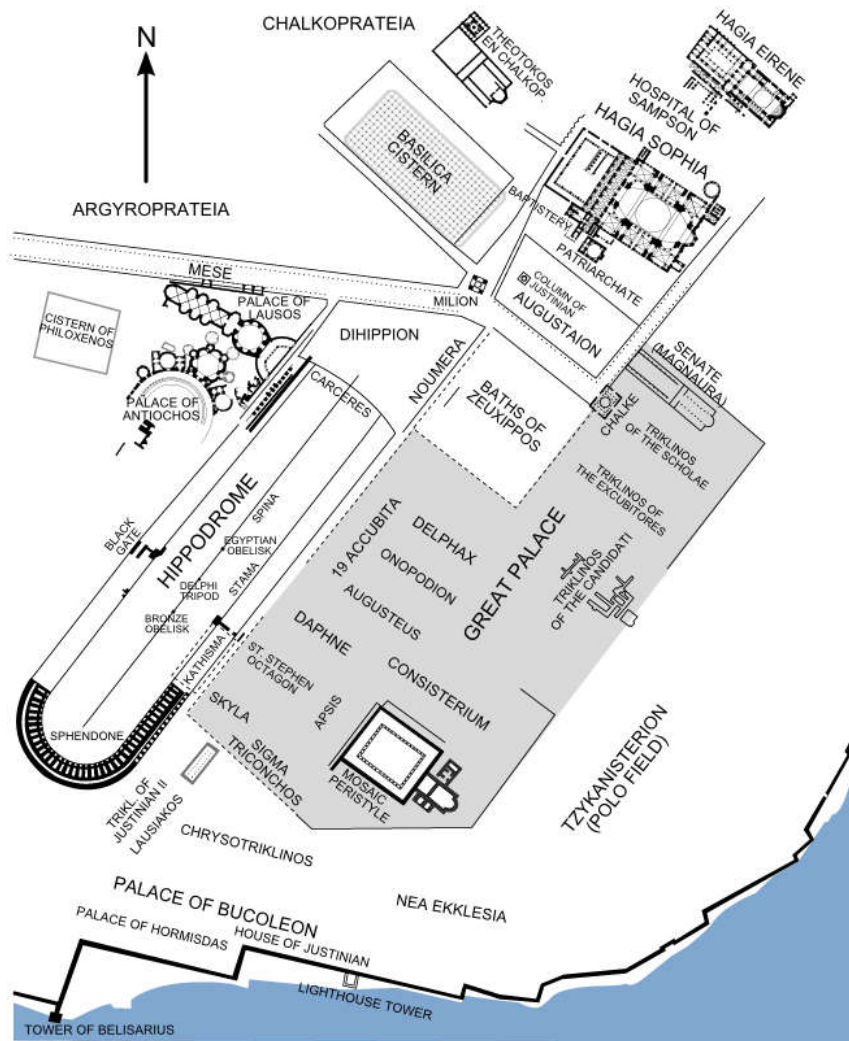 CHALKOPRATEIA
N
THEOTOKOS
EN CHALKOP.
HAGIA EIRENE
HOSPITAL OF
SAMPSON
HAGIA SOPHIA
BASILICA
CISTERN
BAPTISTERY
PATRIARCHATE
ARGYROPRATEIA
MESE
MILION
COLUMN OF
JUSTINIAN
AUGUSTAION
PALACE OF
LAUSOS
CISTERN OF
PHILOXENOS
DIHIPPION
PALACE OF
ANTIOCHOS
CARCERES
NOUMERA
BATHS OF
ZEUXIPPOS
SENATE
(MAGNAURA)
CHALKE
TRIKLINOS
OF THE SCHOLAE
TRIKLINOS OF
THE EXCUBITORES
TRIKLINOS
OF THE CANDIDATI
GREAT PALACE
HIPPODROME
SPINA
BLACK
GATE
EGYPTIAN
OBELISK
STAMA
DELPHI
TRIPOD
BRONZE
OBELISK
KATHISMA
SPHENDONE
19 ACCUBITA
DELPHAX
ONOPODION
AUGUSTEUS
DAPHNE
CONSISTERIUM
ST. STEPHEN
OCTAGON
APSIS
SKYLA
SIGMA
TRICONCHOS
MOSAIC
PERISTYLE
TRIKL. OF
JUSTINIAN II
LAUSIAKOS
TZYKANISTERION
(POLO FIELD)
CHRYSOTRIKLINOS
NEA EKKLESIA
PALACE OF BUCOLEON
PALACE OF HORMISDAS
HOUSE OF JUSTINIAN
LIGHTHOUSE TOWER
TOWER OF BELISARIUS